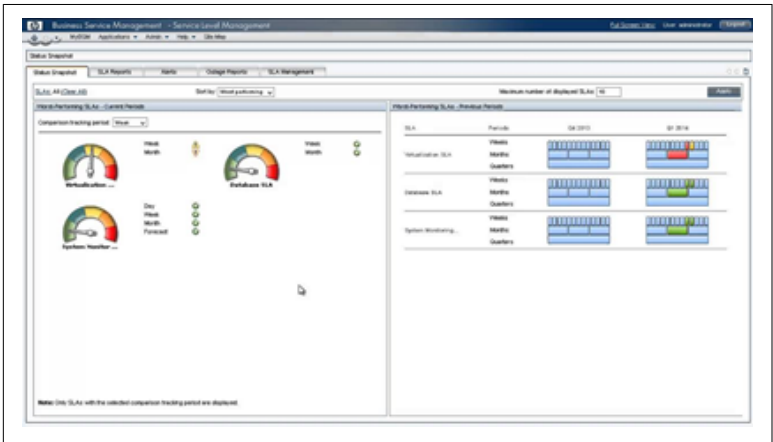 Business Service Management - Service Level Management
Full Screen View User: administrator Logout
MyBSM Applications Admin Help Site Map
Status Snapshot
Status Snapshot SLA Reports Alerts Outage Reports SLA Management
SLAs: All (Clear All) Sort by: Worst performing Maximum number of displayed SLAs: 10 Apply
Worst-Performing SLAs - Current Periods
Comparison tracking period: Week
Week
Month
Virtualization ...
Week
Month
Database SLA
Day
Week
Month
Forecast
System Monitor ...
Note: Only SLAs with the selected comparison tracking period are displayed.
Worst-Performing SLAs - Previous Periods
SLA Periods Q4 2013 Q1 2014
Virtualization SLA
Weeks
Months
Quarters
Database SLA
Weeks
Months
Quarters
System Monitoring...
Weeks
Months
Quarters